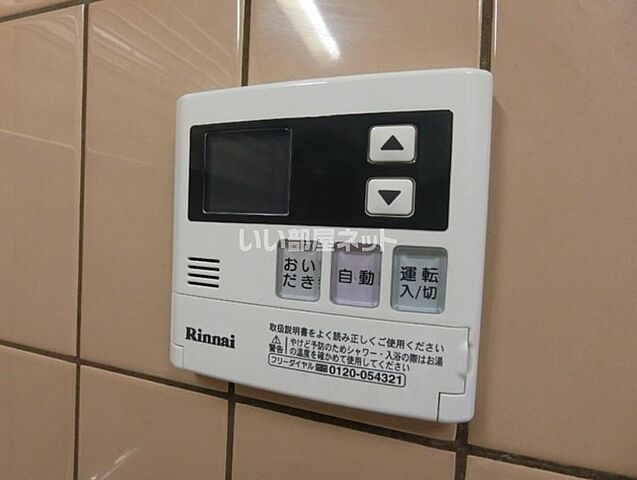 いい部屋ネット
おい
だき
自動
運転
入/切
Rinnai
取扱説明書をよく読み正しくご使用ください
警告
やけど予防のためシャワー・入浴の際はお湯
の温度を確かめて使用してください
フリーダイヤル 0120-054321